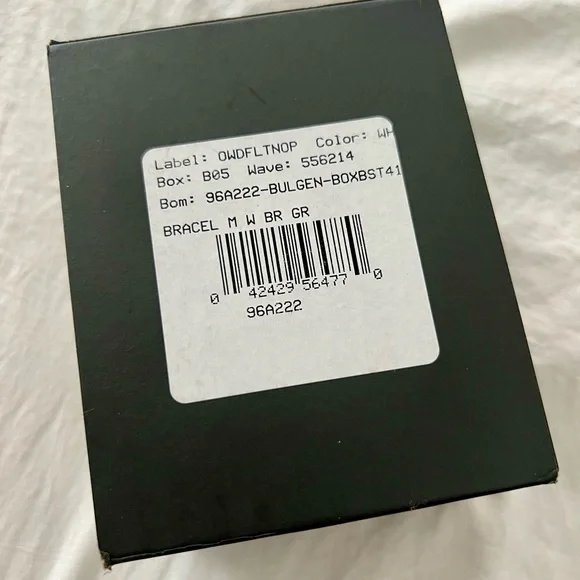 Label: OWDFLTNOP Color: WH
Box: B05 Wave: 556214
Bom: 96A222-BULGEN-BOXBST41
BRACEL M W BR GR
0 42429 56477 0
96A222